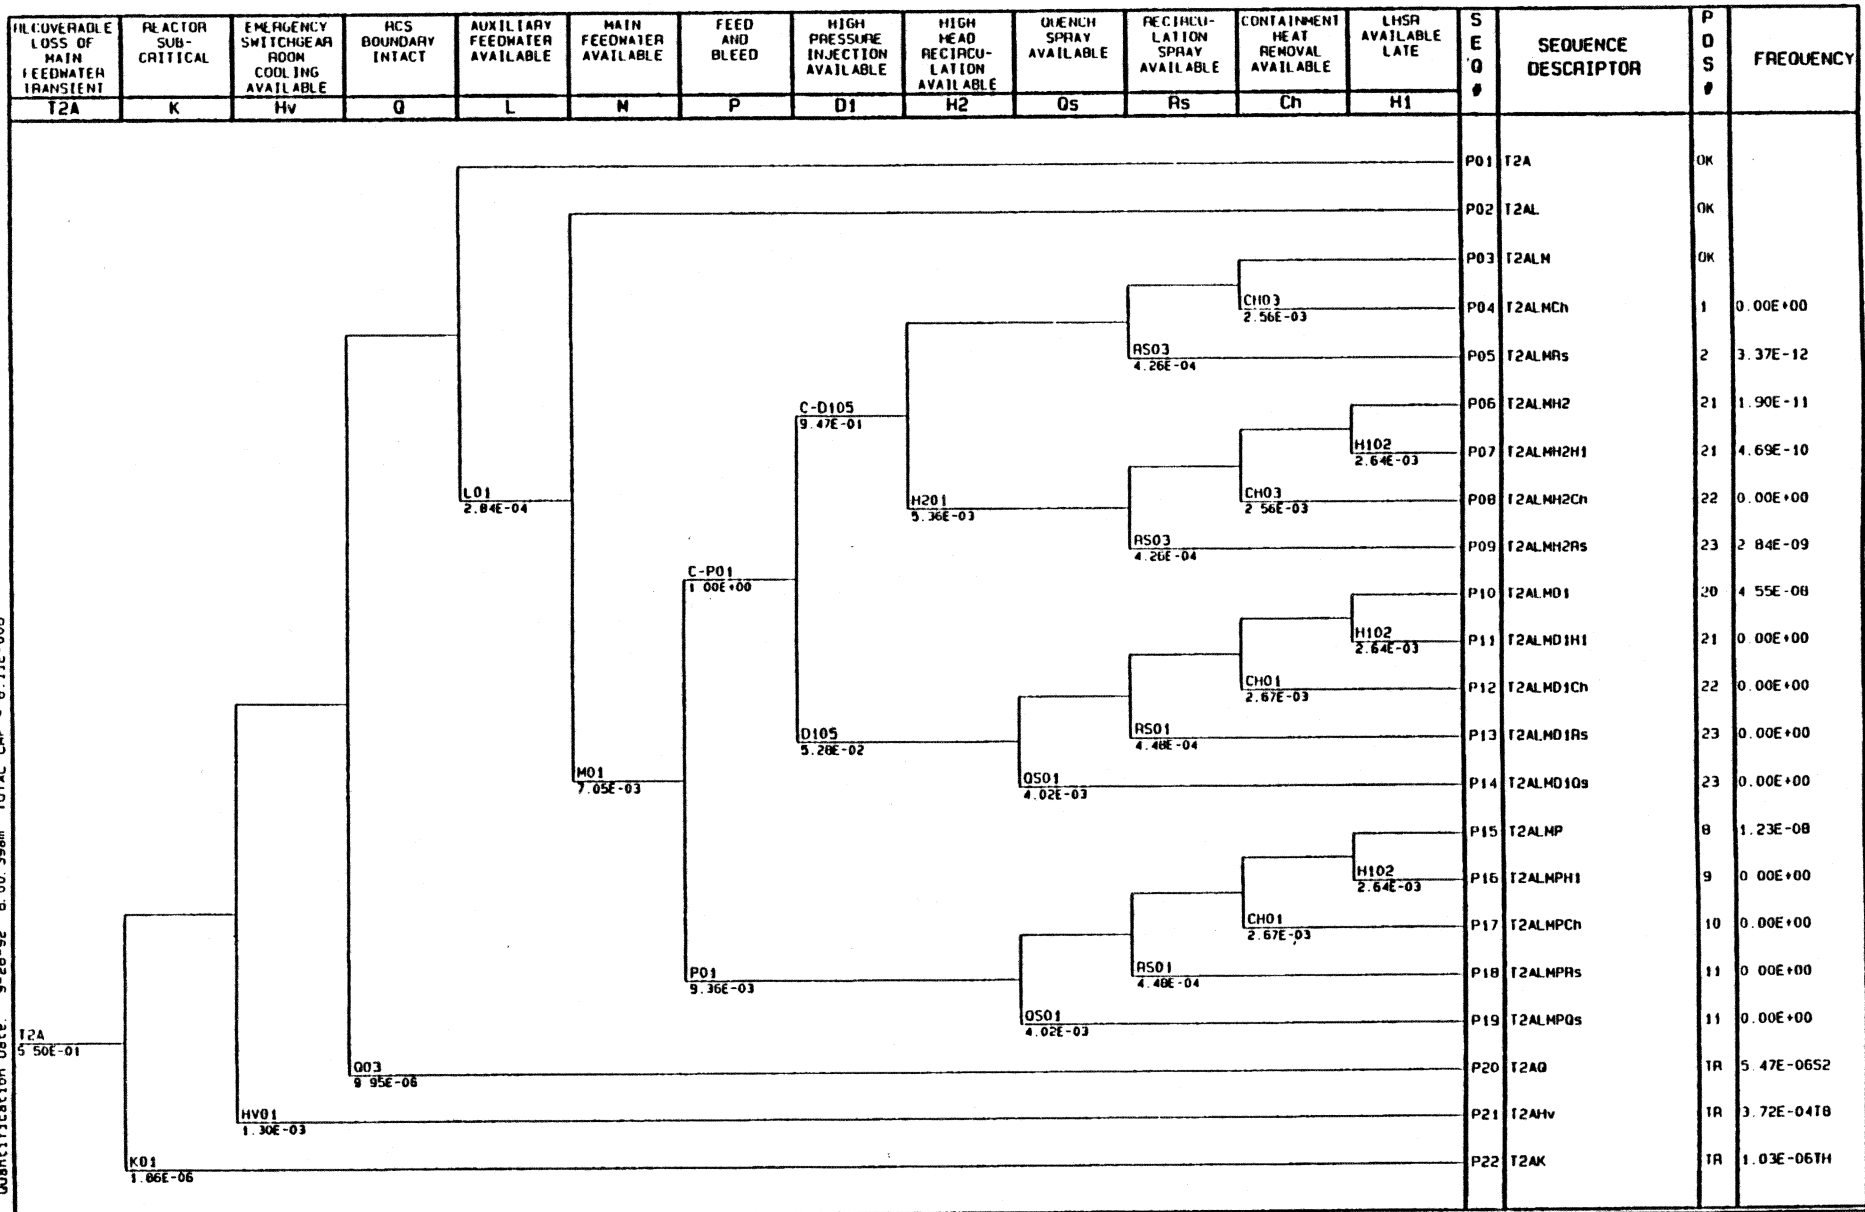 RECOVERABLE LOSS OF MAIN FEEDWATER TRANSIENT
REACTOR SUB-CRITICAL
EMERGENCY SWITCHGEAR ROOM COOLING AVAILABLE
RCS BOUNDARY INTACT
AUXILIARY FEEDWATER AVAILABLE
MAIN FEEDWATER AVAILABLE
FEED AND BLEED
HIGH PRESSURE INJECTION AVAILABLE
HIGH HEAD RECIRCU-LATION AVAILABLE
QUENCH SPRAY AVAILABLE
RECIRCU-LATION SPRAY AVAILABLE
CONTAINMENT HEAT REMOVAL AVAILABLE
LHSR AVAILABLE LATE
SEQ #
SEQUENCE DESCRIPTOR
PDS #
FREQUENCY
T2A K Hv Q L M P D1 H2 Qs Rs Ch H1
P01 T2A OK
P02 T2AL OK
P03 T2ALM OK
CH03
2.56E-03
P04 T2ALMCh 1 0.00E+00
RS03
4.26E-04
P05 T2ALMRs 2 3.37E-12
C-D105
9.47E-01
P06 T2ALMH2 21 1.90E-11
H102
2.64E-03
P07 T2ALMH2H1 21 4.69E-10
L01
2.84E-04
H201
5.36E-03
CH03
2 56E-03
P08 T2ALMH2Ch 22 0.00E+00
RS03
4.26E-04
P09 T2ALMH2Rs 23 2 84E-09
C-P01
1 00E+00
P10 T2ALMD1 20 4 55E-08
H102
2.64E-03
P11 T2ALMD1H1 21 0.00E+00
CH01
2.67E-03
P12 T2ALMD1Ch 22 0.00E+00
D105
5.28E-02
RS01
4.48E-04
P13 T2ALMD1Rs 23 0.00E+00
M01
7.05E-03
QS01
4.02E-03
P14 T2ALMD1Qs 23 0.00E+00
P15 T2ALMP 8 1.23E-08
H102
2.64E-03
P16 T2ALMPH1 9 0 00E+00
CH01
2.67E-03
P17 T2ALMPCh 10 0.00E+00
P01
9.36E-03
RS01
4.48E-04
P18 T2ALMPRs 11 0 00E+00
T2A
5 50E-01
QS01
4.02E-03
P19 T2ALMPQs 11 0.00E+00
Q03
9 95E-06
P20 T2AQ TR 5 47E-06S2
HV01
1.30E-03
P21 T2AHv TR 3.72E-04T8
K01
1.86E-06
P22 T2AK TR 1.03E-06TH
Quantification Date: 9-28-92
TOTAL